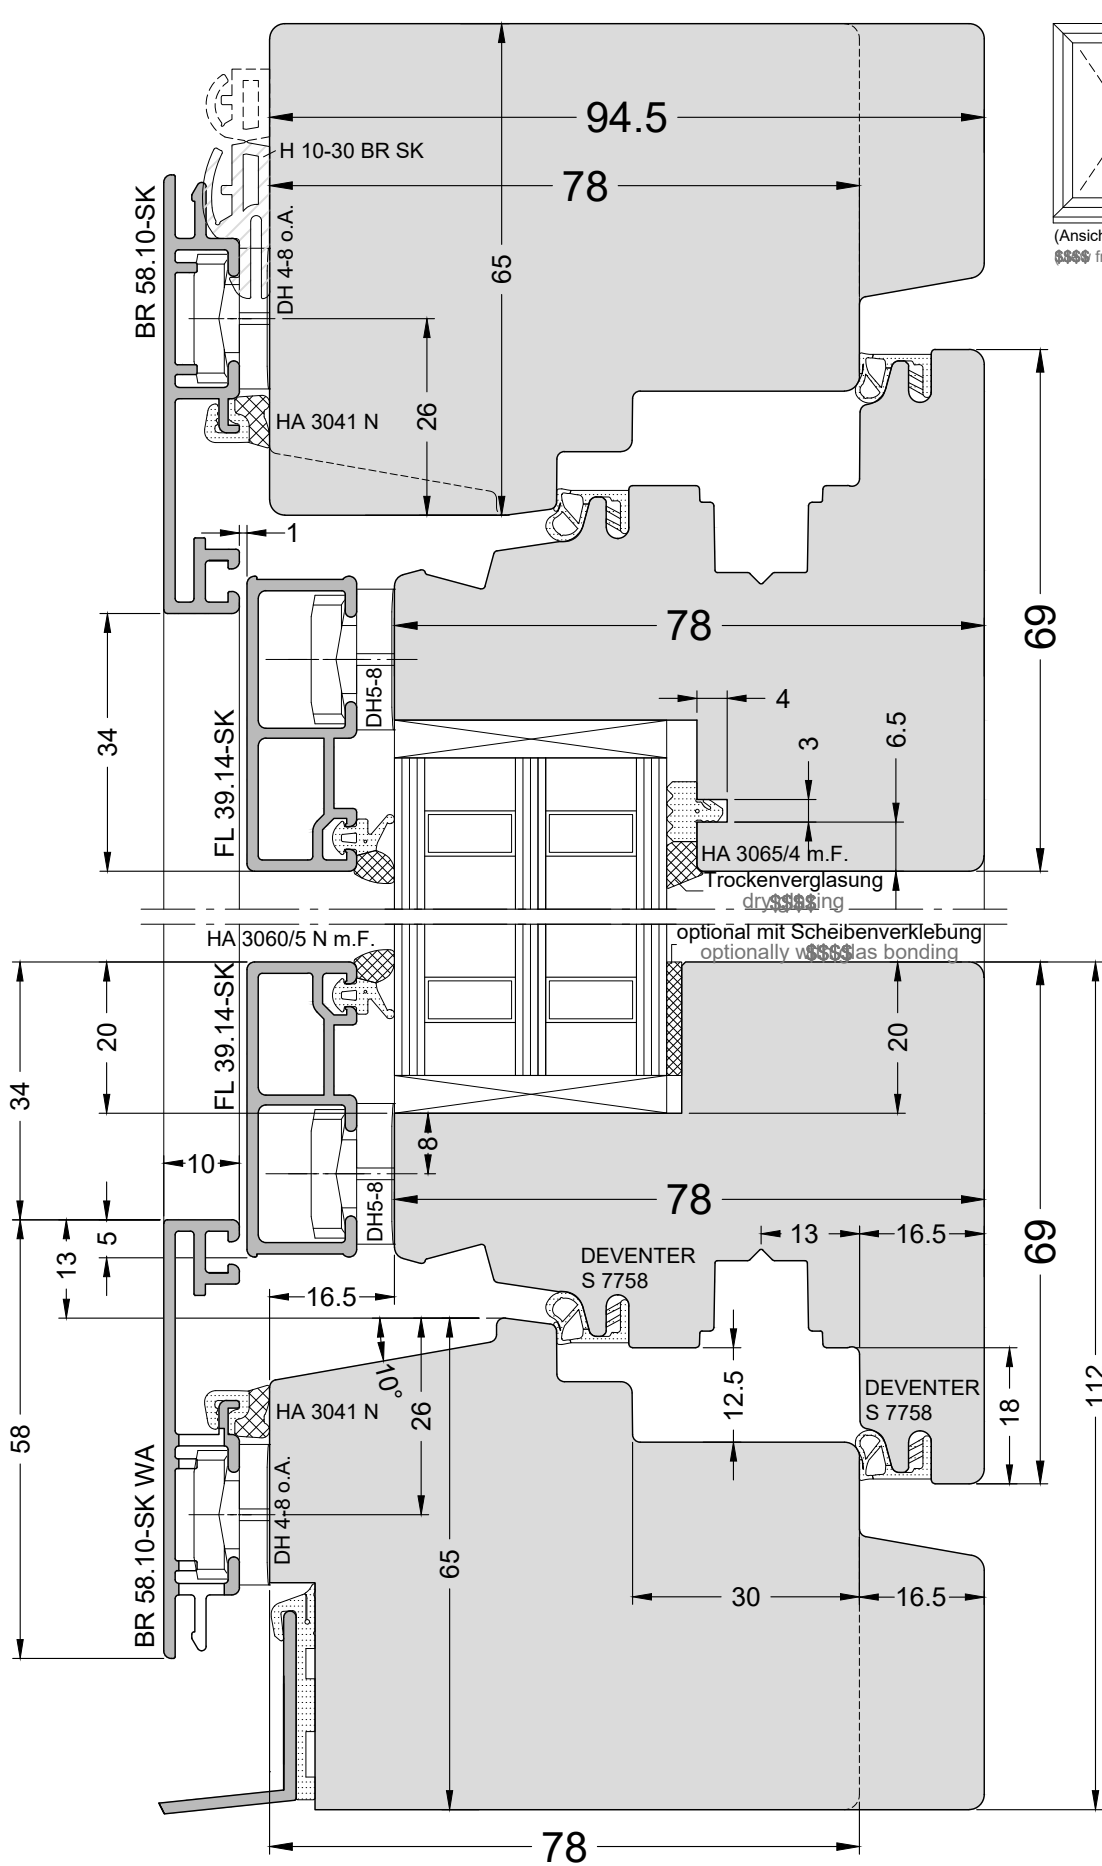 94.5
H 10-30 BR SK
78
(Ansich
BR 58.10-SK
DH 4-8 o.A.
65
26
HA 3041 N
1
78
69
DH5-8
4
34
FL 39.14-SK
3
6.5
HA 3065/4 m.F.
Trockenverglasung
HA 3060/5 N m.F.
optional mit Scheibenverklebung
optionally
las bonding
FL 39.14-SK
34
20
20
8
10
78
DH5-8
13
16.5
69
5
13
DEVENTER
S 7758
16.5
10°
26
12.5
DEVENTER
S 7758
18
112
HA 3041 N
58
BR 58.10-SK WA
DH 4-8 o.A.
65
30
16.5
78